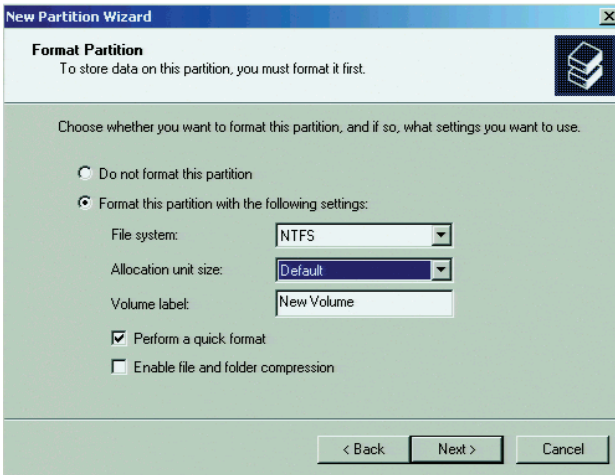 New Partition Wizard
Format Partition
To store data on this partition, you must format it first.
Choose whether you want to format this partition, and if so, what settings you want to use.
Do not format this partition
Format this partition with the following settings:
File system: NTFS
Allocation unit size: Default
Volume label: New Volume
Perform a quick format
Enable file and folder compression
< Back Next > Cancel